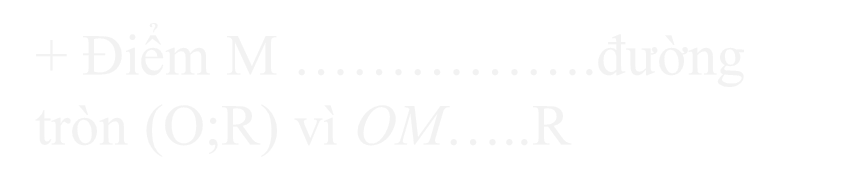 + Điểm M …………….đường
tròn (O;R) vì OM…..R